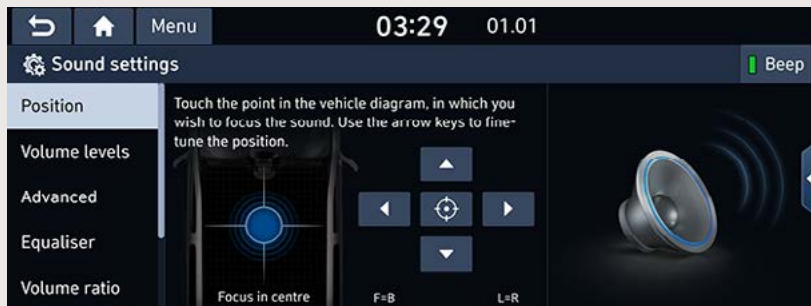 Menu
03:29
01.01
Sound settings
Beep
Position
Volume levels
Advanced
Equaliser
Volume ratio
Touch the point in the vehicle diagram, in which you
wish to focus the sound. Use the arrow keys to fine-
tune the position.
Focus in centre
F=B
L=R